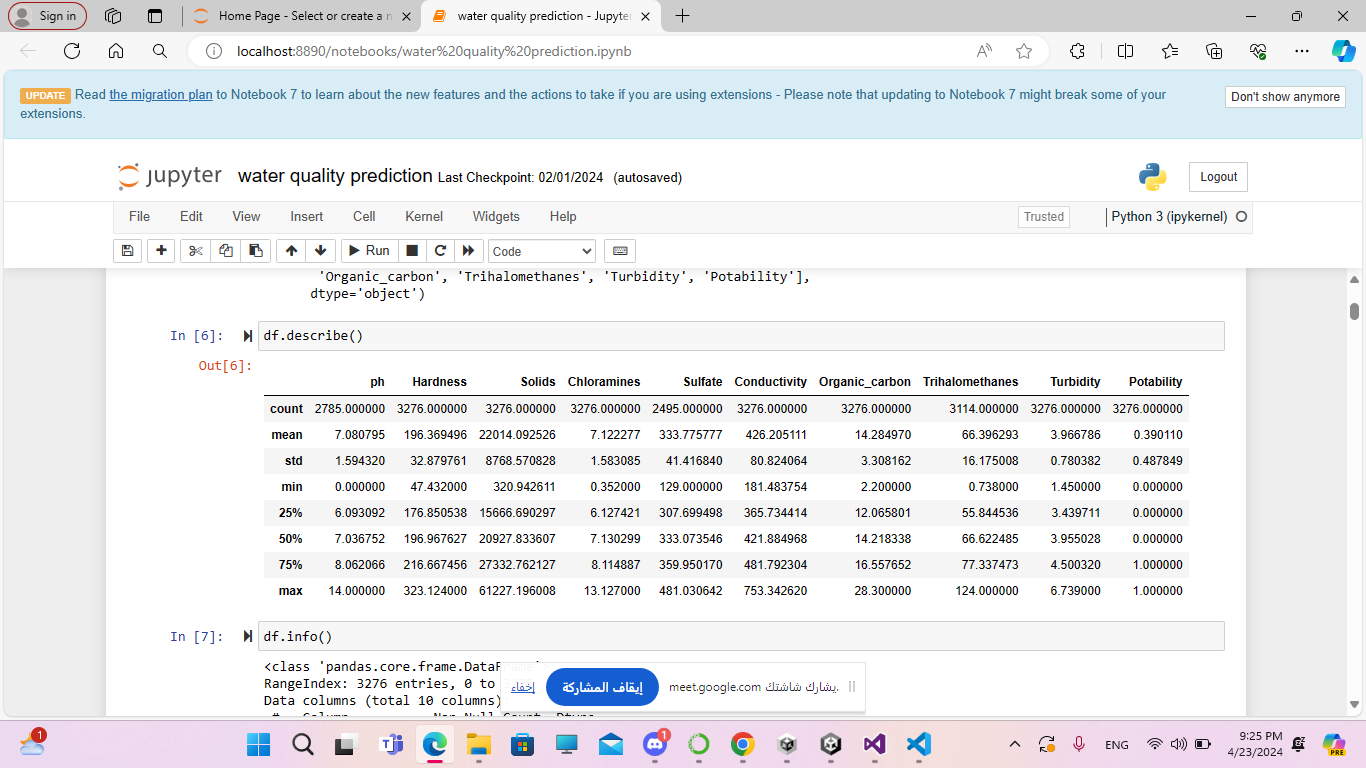 Sign in
Home Page - Select or create a n
water quality prediction - Jupyte
localhost:8890/notebooks/water%20quality%20prediction.ipynb
UPDATE Read the migration plan to Notebook 7 to learn about the new features and the actions to take if you are using extensions - Please note that updating to Notebook 7 might break some of your
extensions.
Don't show anymore
jupyter water quality prediction Last Checkpoint: 02/01/2024 (autosaved)
Logout
File Edit View Insert Cell Kernel Widgets Help
Trusted
Python 3 (ipykernel)
Run
Code
'Organic_carbon', 'Trihalomethanes', 'Turbidity', 'Potability'],
dtype='object')
In [6]: df.describe()
Out[6]:
ph Hardness Solids Chloramines Sulfate Conductivity Organic_carbon Trihalomethanes Turbidity Potability
count 2785.000000 3276.000000 3276.000000 3276.000000 2495.000000 3276.000000 3276.000000 3114.000000 3276.000000 3276.000000
mean 7.080795 196.369496 22014.092526 7.122277 333.775777 426.205111 14.284970 66.396293 3.966786 0.390110
std 1.594320 32.879761 8768.570828 1.583085 41.416840 80.824064 3.308162 16.175008 0.780382 0.487849
min 0.000000 47.432000 320.942611 0.352000 129.000000 181.483754 2.200000 0.738000 1.450000 0.000000
25% 6.093092 176.850538 15666.690297 6.127421 307.699498 365.734414 12.065801 55.844536 3.439711 0.000000
50% 7.036752 196.967627 20927.833607 7.130299 333.073546 421.884968 14.218338 66.622485 3.955028 0.000000
75% 8.062066 216.667456 27332.762127 8.114887 359.950170 481.792304 16.557652 77.337473 4.500320 1.000000
max 14.000000 323.124000 61227.196008 13.127000 481.030642 753.342620 28.300000 124.000000 6.739000 1.000000
In [7]: df.info()
<class 'pandas.core.frame.DataFrame'
RangeIndex: 3276 entries, 0 to
Data columns (total 10 columns)
# Column Non-Null Count Dtype
يشارك شاشتك meet.google.com.
إيقاف المشاركة
إخفاء
1
1
ENG
9:25 PM
4/23/2024
PRE